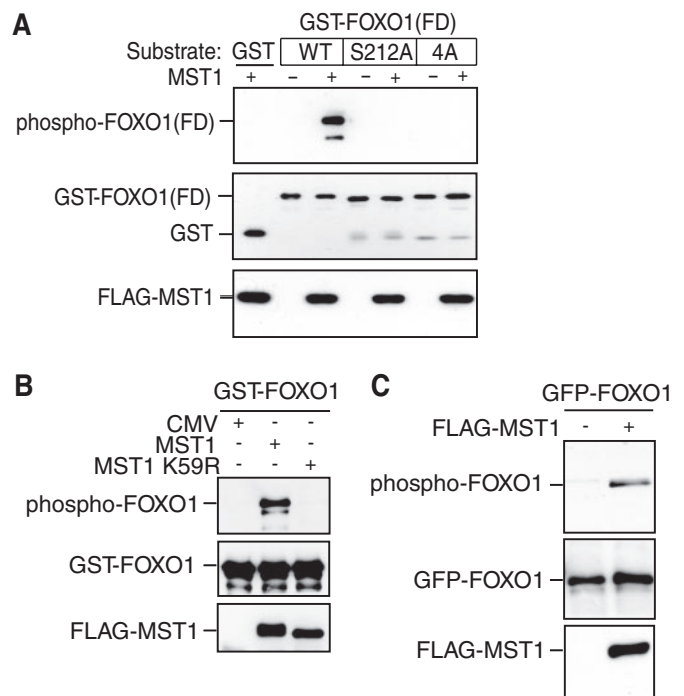 A
GST-FOXO1(FD)
Substrate: GST WT S212A 4A
MST1 + - + - + - +
phospho-FOXO1(FD)
GST-FOXO1(FD)
GST
FLAG-MST1
B
GST-FOXO1
CMV + - -
MST1 - + -
MST1 K59R - - +
phospho-FOXO1
GST-FOXO1
FLAG-MST1
C
GFP-FOXO1
FLAG-MST1 - +
phospho-FOXO1
GFP-FOXO1
FLAG-MST1